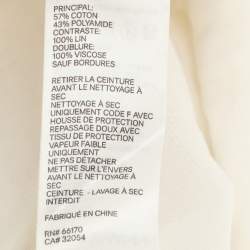 PRINCIPAL:
57% COTON
43% POLYAMIDE
CONTRASTE:
100% LIN
DOUBLURE:
100% VISCOSE
SAUF BORDURES
RETIRER LA CEINTURE
AVANT LE NETTOYAGE À
SEC
NETTOYAGE À SEC
UNIQUEMENT CODE F AVEC
HOUSSE DE PROTECTION
REPASSAGE DOUX AVEC
TISSU DE PROTECTION
VAPEUR FAIBLE
UNIQUEMENT
NE PAS DÉTACHER
METTRE SUR L'ENVERS
AVANT NETTOYAGE À
SEC
CEINTURE - LAVAGE À SEC
INTERDIT
FABRIQUÉ EN CHINE
RN# 66170
CA# 32054